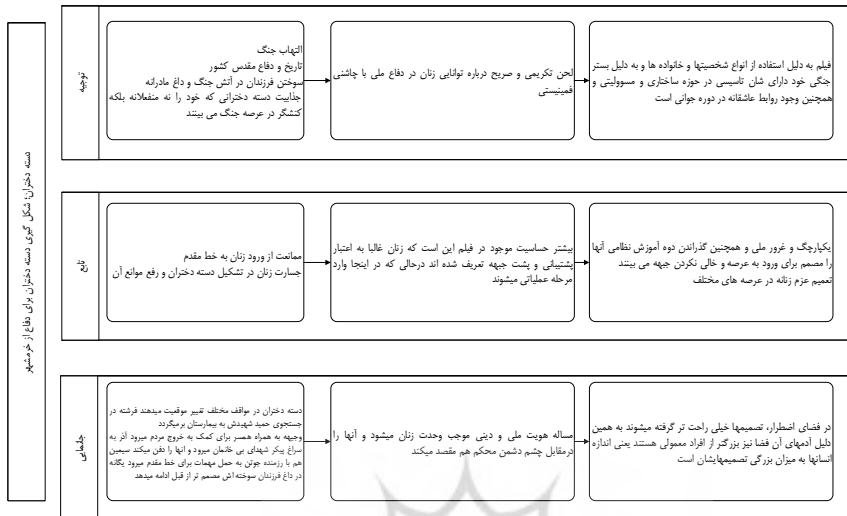 دسته دختران؛ شکل گیری دسته دختران برای دفاع از خرمشهر
توجیه
التهاب جنگ
تاریخ و دفاع مقدس کشور
سوختن فرزندان در آتش جنگ و داغ مادرانه
جذابیت دسته دخترانی که خود را نه منفعلانه بلکه
کنشگر در عرصه جنگ می بینند
لحن تکریمی و صریح درباره توانایی زنان در دفاع ملی با چاشنی
فمینیستی
فیلم به دلیل استفاده از انواع شخصیتها و خانواده ها و به دلیل بستر
جنگی خود دارای شان تاسیسی در حوزه ساختاری و مسوولیتی و
همچنین وجود روابط عاشقانه در دوره جوانی است
تابع
ممانعت از ورود زنان به خط مقدم
جسارت زنان در تشکیل دسته دختران و رفع موانع آن
بیشتر حساسیت موجود در فیلم این است که زنان غالبا به اعتبار
پشتیبانی و پشت جبهه تعریف شده اند درحالی که در اینجا وارد
مرحله عملیاتی میشوند
یکپارچگ و غرور ملی و همچنین گذراندن دوه آموزش نظامی آنها
را مصمم برای ورود به عرصه و خالی نکردن جبهه می بینند
تعمیم عزم زنانه در عرصه های مختلف
جانمایی
دسته دختران در مواقف مختلف تغییر موقعیت میدهند فرشته در
جستجوی حمید شهیدش به بیمارستان برمیگردد
وجیهه به همراه همسر برای کمک به خروج مردم میرود آذر به
سراغ پیکر شهدای بی خانمان میرود و آنها را دفن میکند سیمین
هم با رزمنده جوتن به حمل مهمات برای خط مقدم میرود یگانه
در داغ فرزندان سوخته اش مصمم تر از قبل ادامه میدهد
مساله هویت ملی و دینی موجب وحدت زنان میشود و آنها را
درمقابل چشم دشمن محکم هم مقصد میکند
در فضای اضطرار، تصمیمها خیلی راحت تر گرفته میشوند به همین
دلیل آدمهای آن فضا نیز بزرگتر از افراد معمولی هستند یعنی اندازه
انسانها به میزان بزرگی تصمیمهایشان است